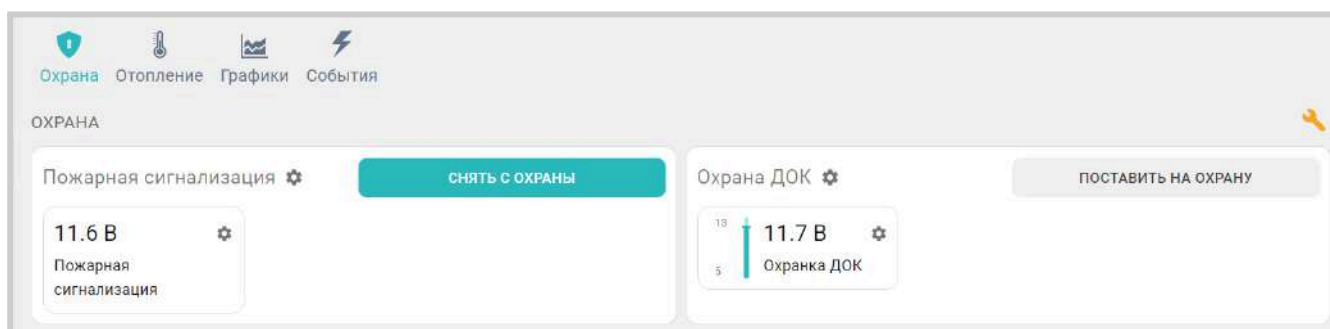 Охрана Отопление Графики События
ОХРАНА
Пожарная сигнализация СНЯТЬ С ОХРАНЫ
11.6 В
Пожарная
сигнализация
Охрана ДОК ПОСТАВИТЬ НА ОХРАНУ
13
11.7 В
5
Охранка ДОК